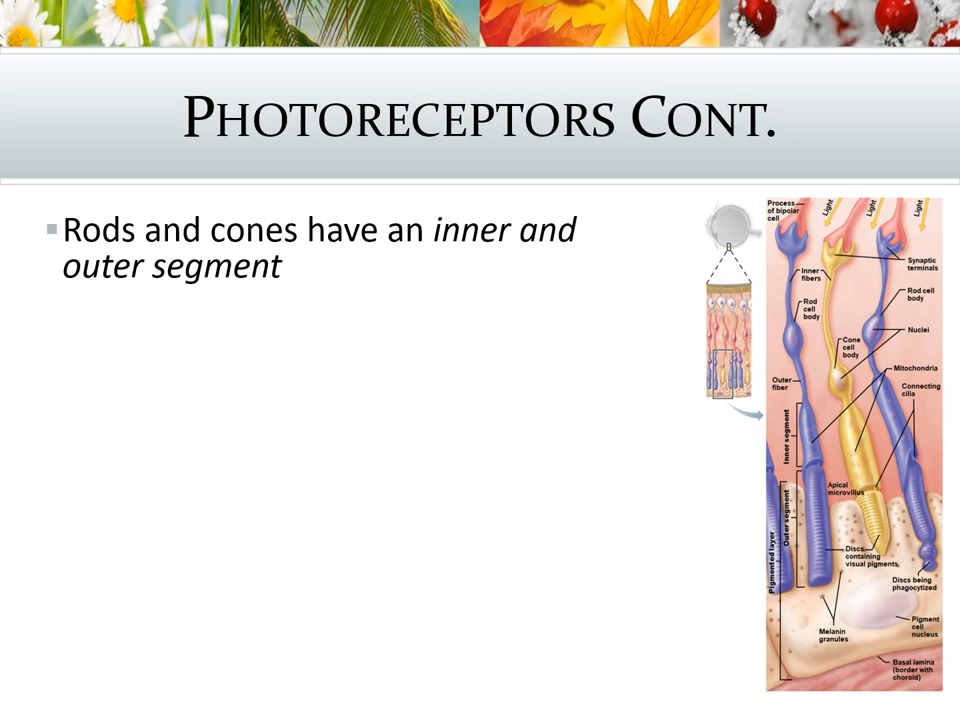 PHOTORECEPTORS CONT.
▪Rods and cones have an inner and
outer segment
Process
of bipolar
cell
Light
Light
Light
Synaptic
terminals
Inner
fibers
Rod cell
body
Rod
cell
body
Nuclei
Cone
cell
body
Mitochondria
Outer
fiber
Connecting
cilia
Inner segment
Apical
microvillus
Outer segment
Pigmented layer
Discs
containing
visual pigments
Discs being
phagocytized
Melanin
granules
Pigment
cell
nucleus
Basal lamina
(border with
choroid)